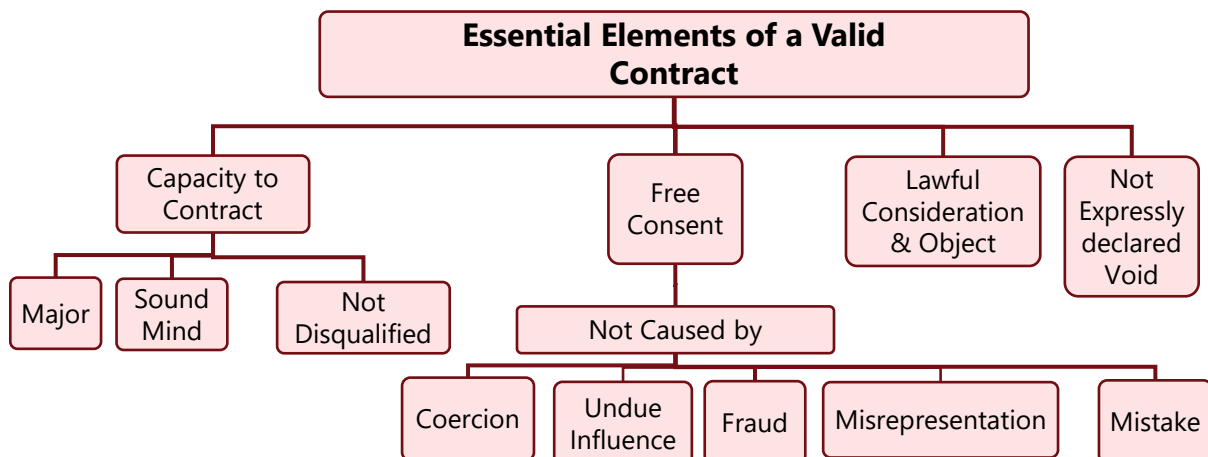 Essential Elements of a Valid
Contract
Capacity to
Contract
Free
Consent
Lawful
Consideration
& Object
Not
Expressly
declared
Void
Major
Sound
Mind
Not
Disqualified
Not Caused by
Coercion
Undue
Influence
Fraud
Misrepresentation
Mistake